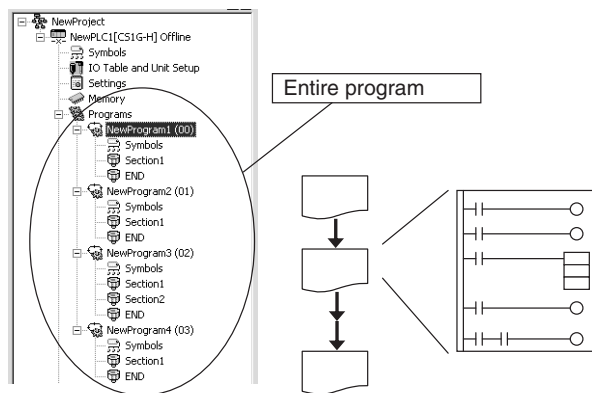 NewProject
NewPLC1[CS1G-H] Offline
Symbols
IO Table and Unit Setup
Settings
Memory
Programs
NewProgram1 (00)
Symbols
Section1
END
NewProgram2 (01)
Symbols
Section1
END
NewProgram3 (02)
Symbols
Section1
Section2
END
NewProgram4 (03)
Symbols
Section1
END
Entire program